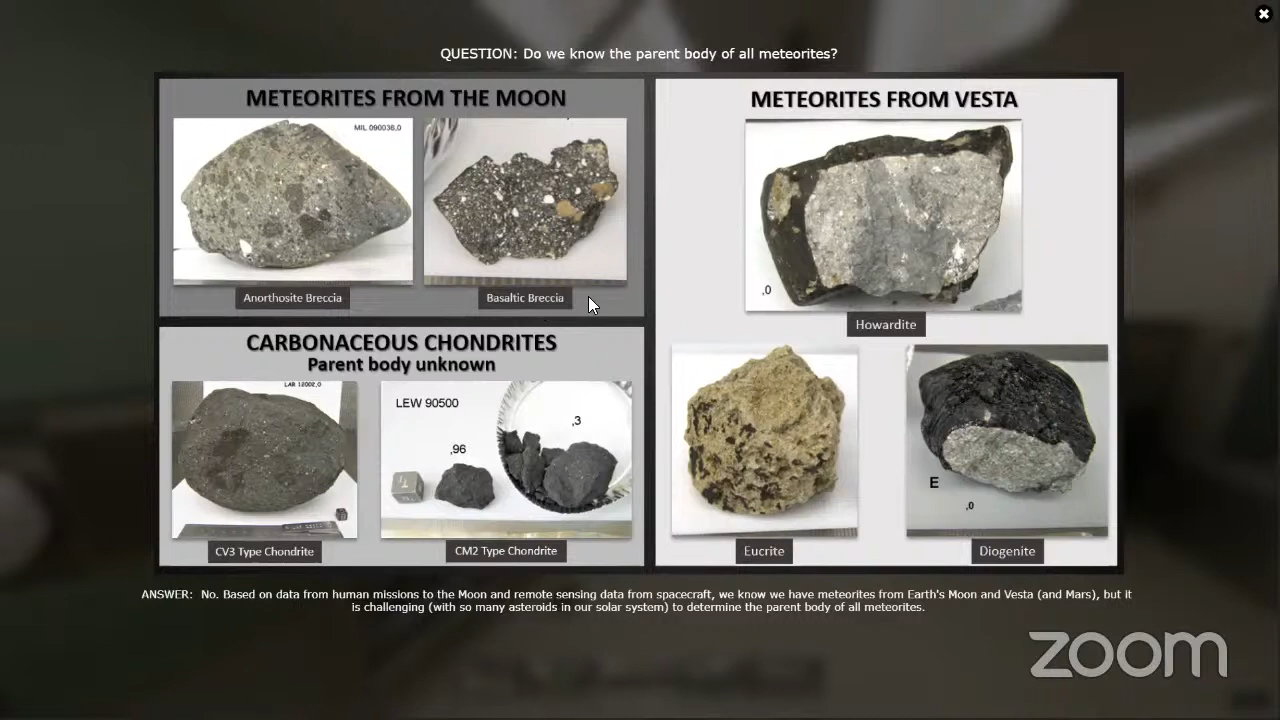 QUESTION: Do we know the parent body of all meteorites?
METEORITES FROM THE MOON
MIL 090036,0
Anorthosite Breccia
Basaltic Breccia
CARBONACEOUS CHONDRITES
Parent body unknown
LAR 12002,0
CV3 Type Chondrite
LEW 90500
,96
,3
CM2 Type Chondrite
METEORITES FROM VESTA
,0
Howardite
Eucrite
E
,0
Diogenite
ANSWER: No. Based on data from human missions to the Moon and remote sensing data from spacecraft, we know we have meteorites from Earth's Moon and Vesta (and Mars), but it
is challenging (with so many asteroids in our solar system) to determine the parent body of all meteorites.
zoom